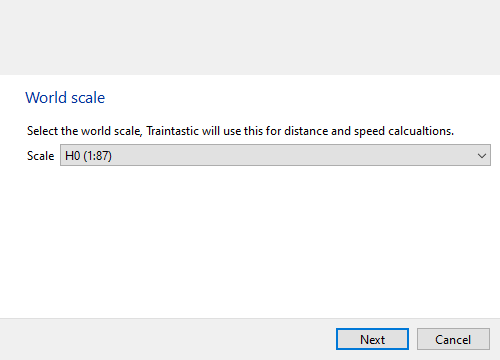 World scale
Select the world scale, Traintastic will use this for distance and speed calcualtions.
Scale H0 (1:87)
Next Cancel